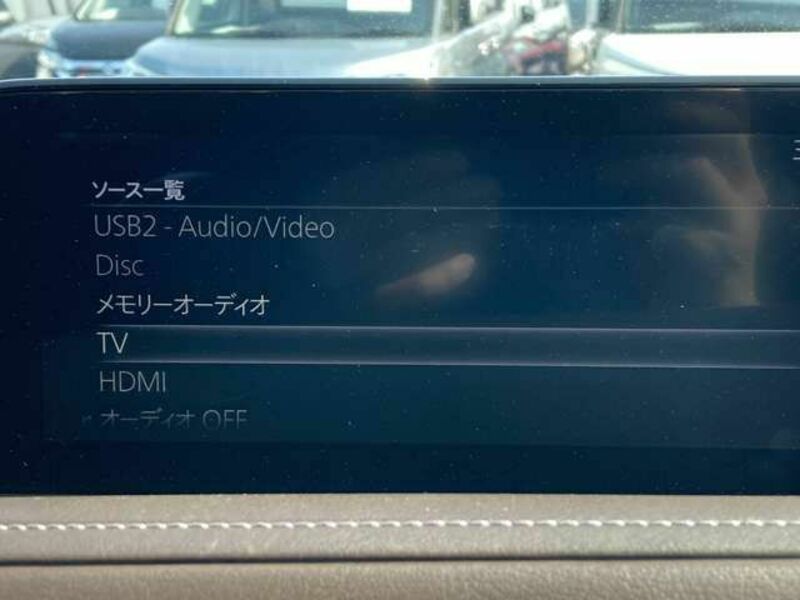 ソース一覧
USB2 - Audio/Video
Disc
メモリーオーディオ
TV
HDMI
オーディオ OFF